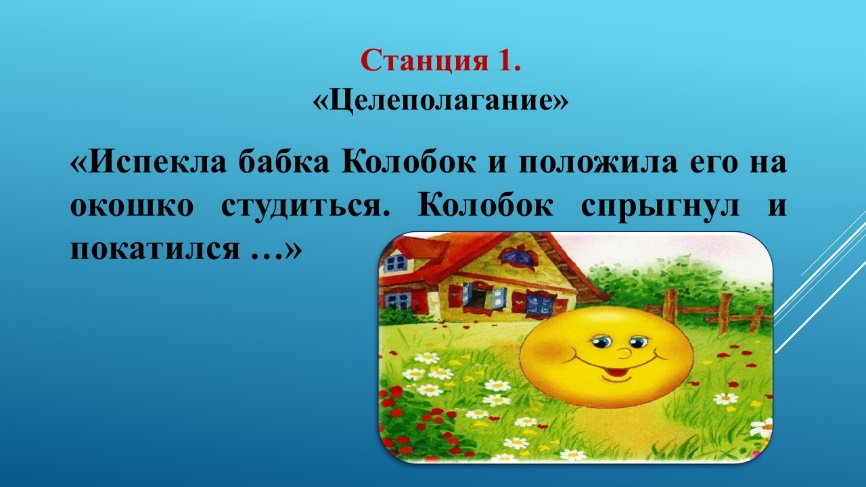 Станция 1.
«Целеполагание»
«Испекла бабка Колобок и положила его на
окошко студиться. Колобок спрыгнул и
покатился …»